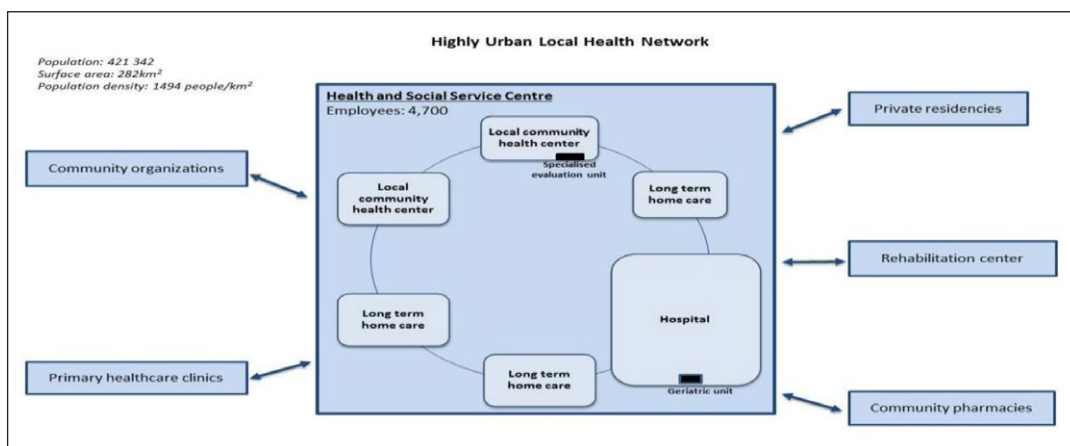 Highly Urban Local Health Network
Population: 421 342
Surface area: 282km²
Population density: 1494 people/km²
Health and Social Service Centre
Employees: 4,700
Local community
health center
Specialised
evaluation unit
Local
community
health center
Long term
home care
Long term
home care
Hospital
Long term
home care
Geriatric unit
Community organizations
Primary healthcare clinics
Private residencies
Rehabilitation center
Community pharmacies